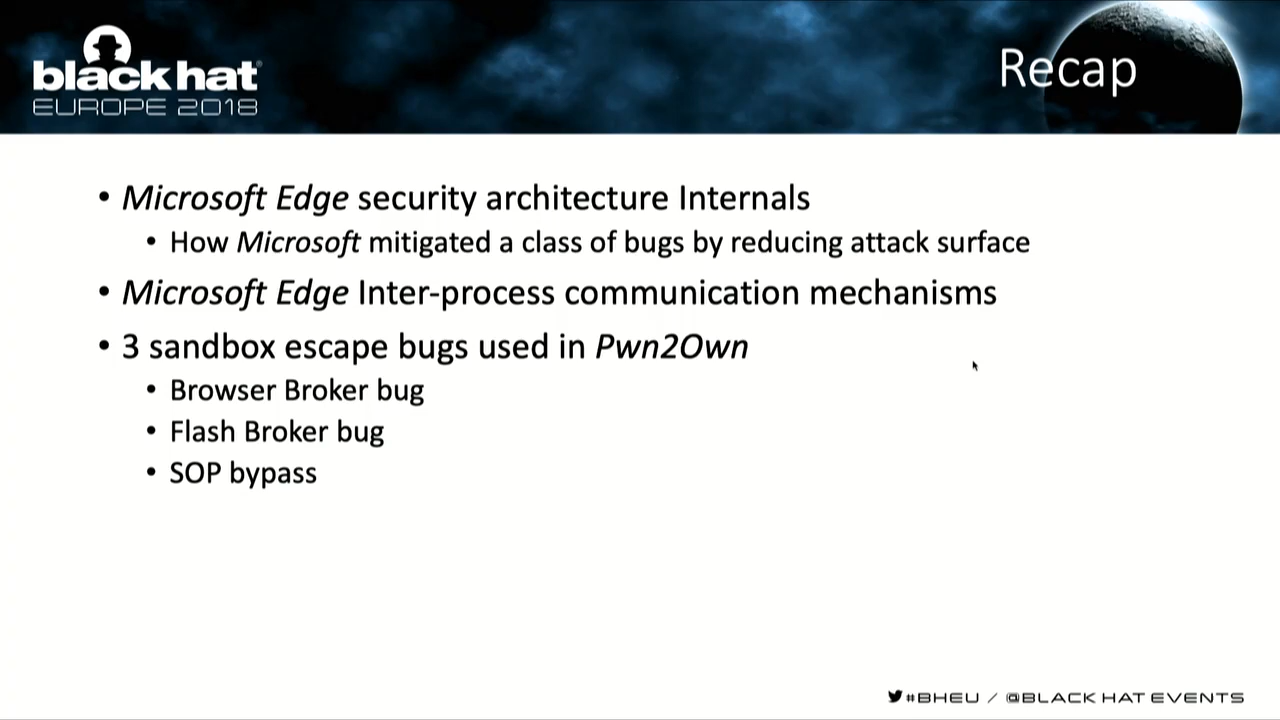 black hat®
EUROPE 2018
Recap
• Microsoft Edge security architecture Internals
• How Microsoft mitigated a class of bugs by reducing attack surface
• Microsoft Edge Inter-process communication mechanisms
• 3 sandbox escape bugs used in Pwn2Own
• Browser Broker bug
• Flash Broker bug
• SOP bypass
#BHEU / @BLACK HAT EVENTS